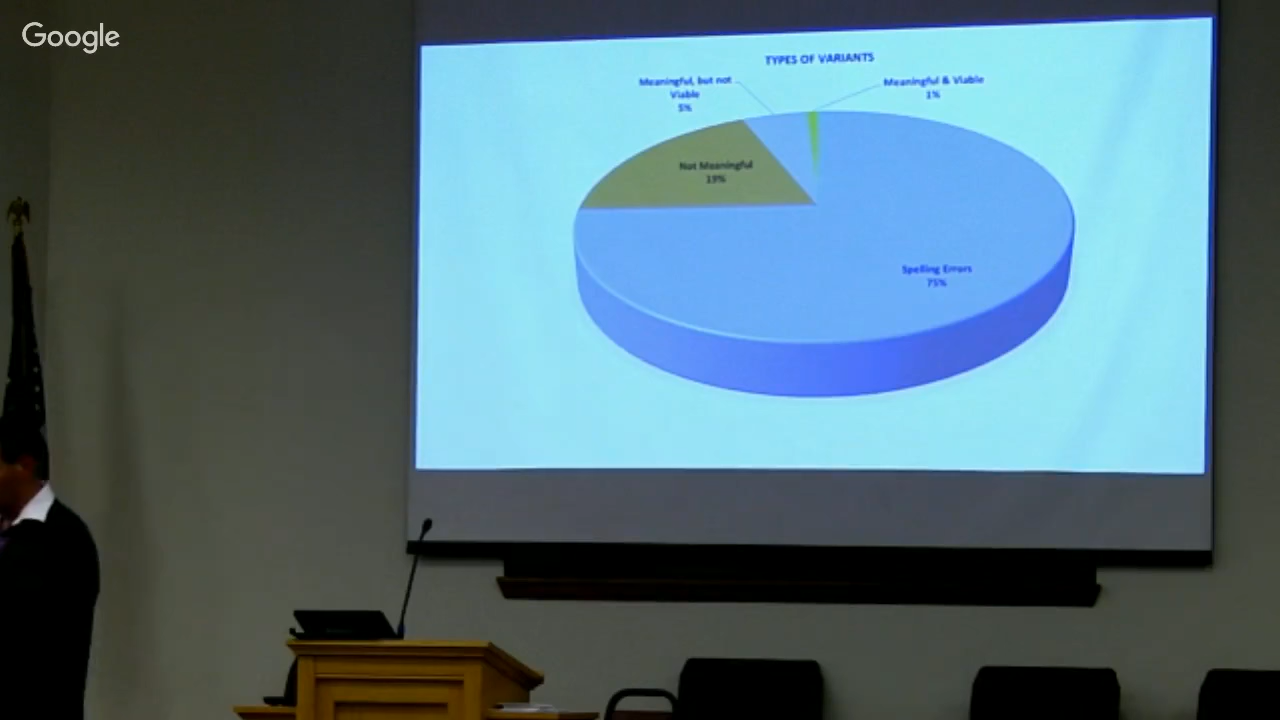 Google
TYPES OF VARIANTS
Meaningful, but not
Viable
5%
Meaningful & Viable
1%
Not Meaningful
19%
Spelling Errors
75%